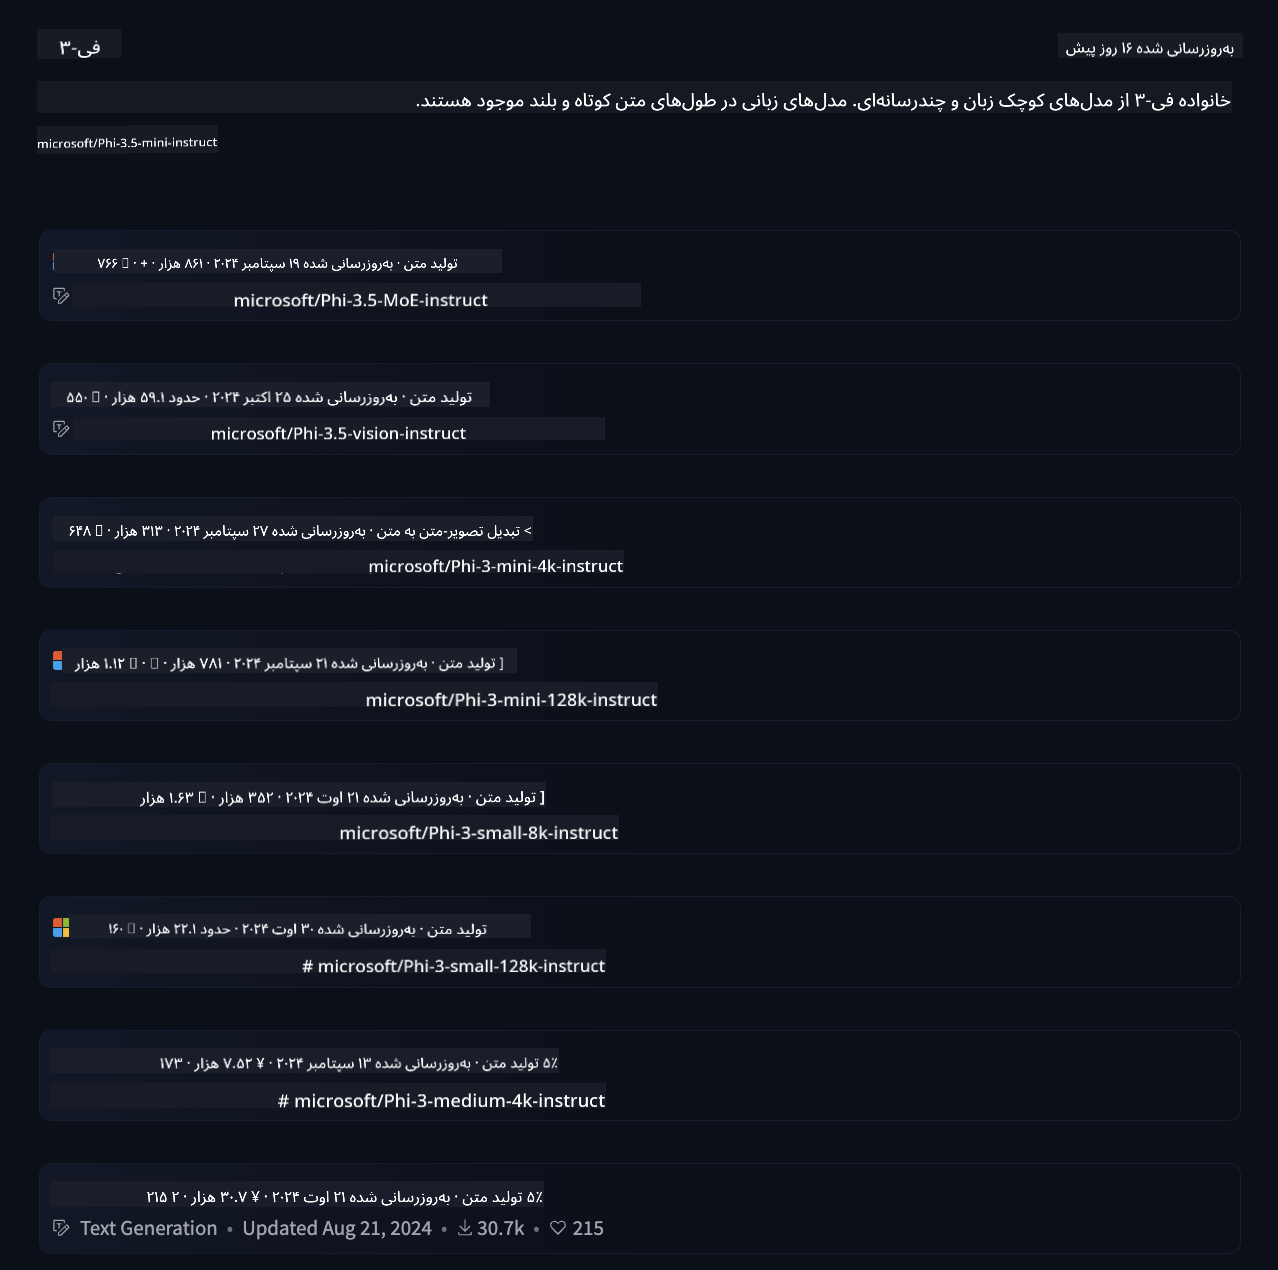 فی-۳
به‌روزرسانی شده ۱۶ روز پیش
خانواده فی-۳ از مدل‌های کوچک زبان و چندرسانه‌ای. مدل‌های زبانی در طول‌های متن کوتاه و بلند موجود هستند.
microsoft/Phi-3.5-mini-instruct
تولید متن · به‌روزرسانی شده ۱۹ سپتامبر ۲۰۲۴ · ۸۶۱ هزار · + · ۷۶۶
microsoft/Phi-3.5-MoE-instruct
تولید متن · به‌روزرسانی شده ۲۵ اکتبر ۲۰۲۴ · حدود ۵۹.۱ هزار · ۵۵۰
microsoft/Phi-3.5-vision-instruct
> تبدیل تصویر-متن به متن · به‌روزرسانی شده ۲۷ سپتامبر ۲۰۲۴ · ۳۱۳ هزار · ۶۴۸
microsoft/Phi-3-mini-4k-instruct
[ تولید متن · به‌روزرسانی شده ۲۱ سپتامبر ۲۰۲۴ · ۷۸۱ هزار · · ۱.۱۲ هزار
microsoft/Phi-3-mini-128k-instruct
[ تولید متن · به‌روزرسانی شده ۲۱ اوت ۲۰۲۴ · ۳۵۲ هزار · ۱.۶۳ هزار
microsoft/Phi-3-small-8k-instruct
تولید متن · به‌روزرسانی شده ۳۰ اوت ۲۰۲۴ · حدود ۲۲.۱ هزار · ۱۶۰
# microsoft/Phi-3-small-128k-instruct
۵٪ تولید متن · به‌روزرسانی شده ۱۳ سپتامبر ۲۰۲۴ · ¥ ۷.۵۲ هزار · ۱۷۳
# microsoft/Phi-3-medium-4k-instruct
۵٪ تولید متن · به‌روزرسانی شده ۲۱ اوت ۲۰۲۴ · ¥ ۳۰.۷ هزار · ۲ ۲۱۵
Text Generation • Updated Aug 21, 2024 • 30.7k • 215